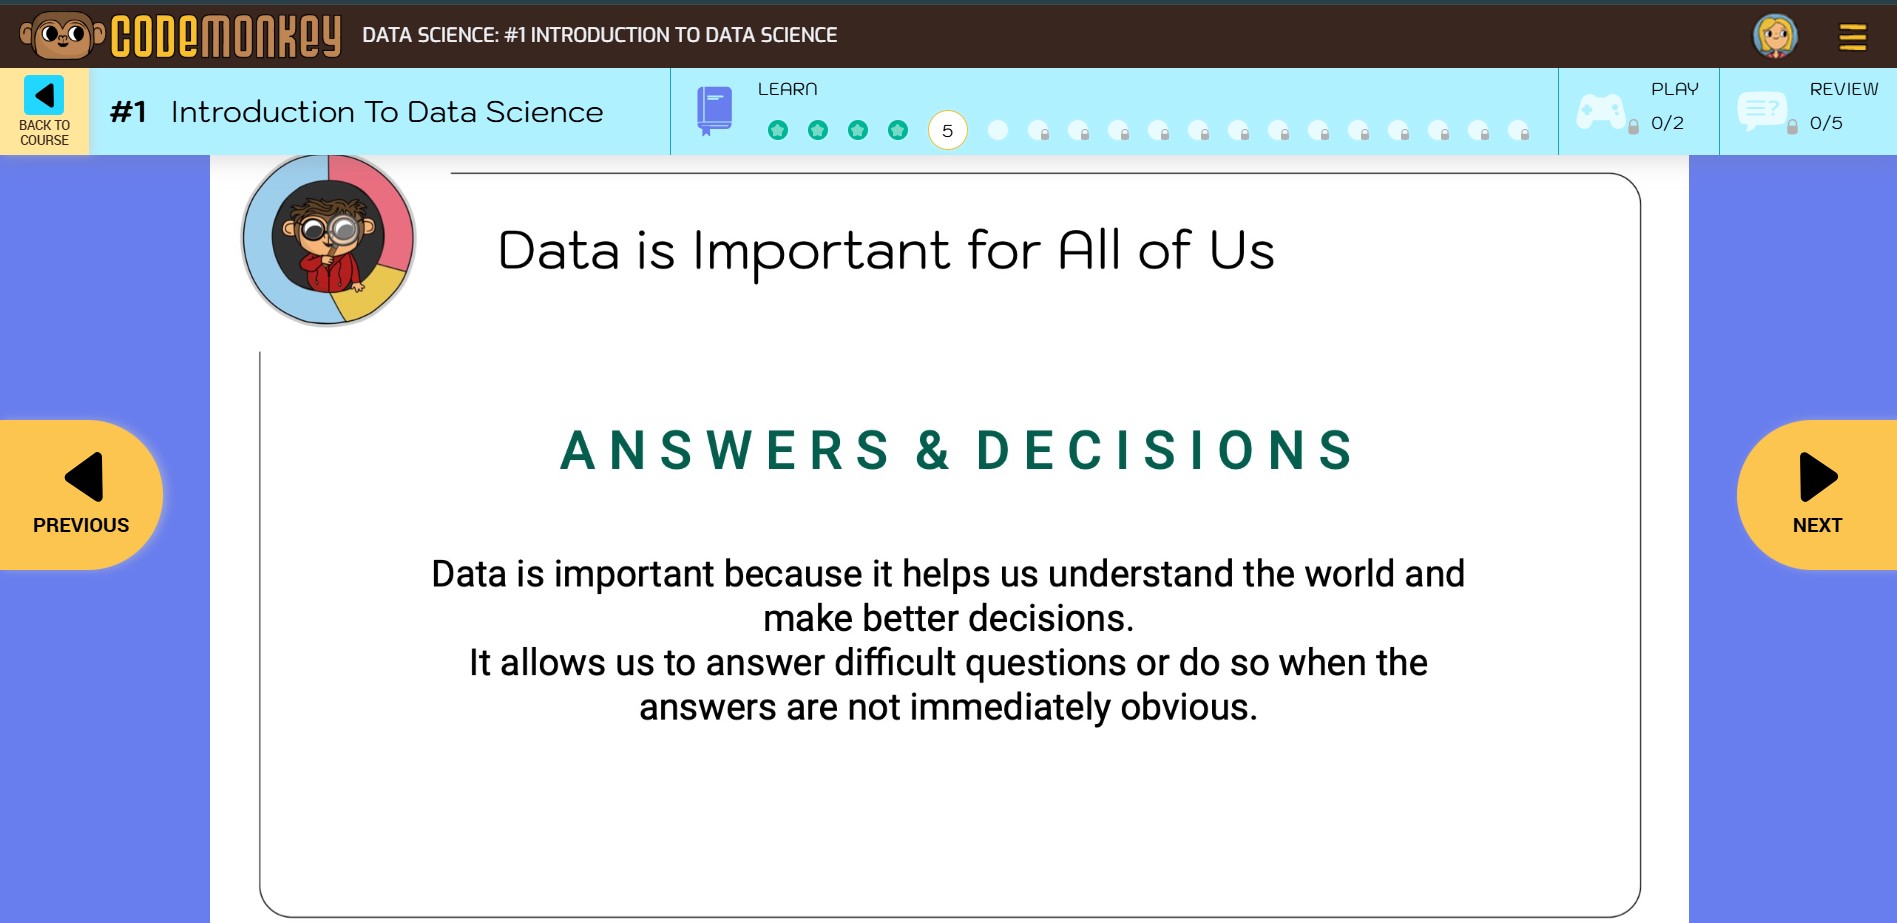 CODEMONKEY DATA SCIENCE: #1 INTRODUCTION TO DATA SCIENCE
BACK TO
COURSE
#1 Introduction To Data Science
LEARN
5
PLAY
0/2
?
REVIEW
0/5
Data is Important for All of Us
ANSWERS & DECISIONS
PREVIOUS
NEXT
Data is important because it helps us understand the world and
make better decisions.
It allows us to answer difficult questions or do so when the
answers are not immediately obvious.